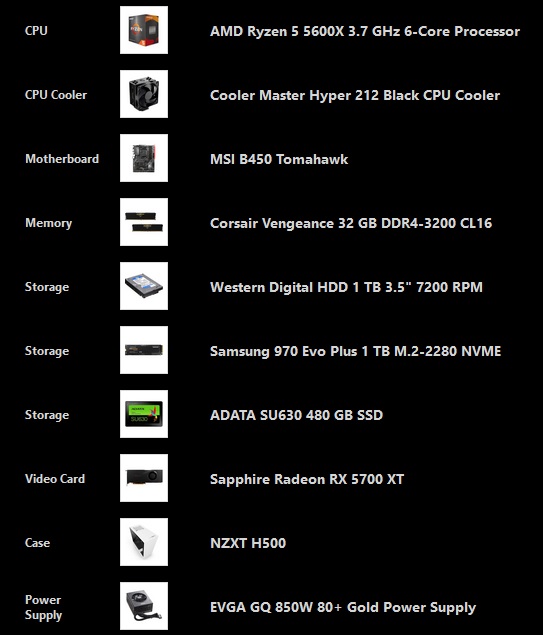 CPU AMD Ryzen 5 5600X 3.7 GHz 6-Core Processor
CPU Cooler Cooler Master Hyper 212 Black CPU Cooler
Motherboard MSI B450 Tomahawk
Memory Corsair Vengeance 32 GB DDR4-3200 CL16
Storage Western Digital HDD 1 TB 3.5" 7200 RPM
Storage Samsung 970 Evo Plus 1 TB M.2-2280 NVME
Storage ADATA SU630 480 GB SSD
SU630
Video Card Sapphire Radeon RX 5700 XT
Case NZXT H500
Power
Supply EVGA GQ 850W 80+ Gold Power Supply